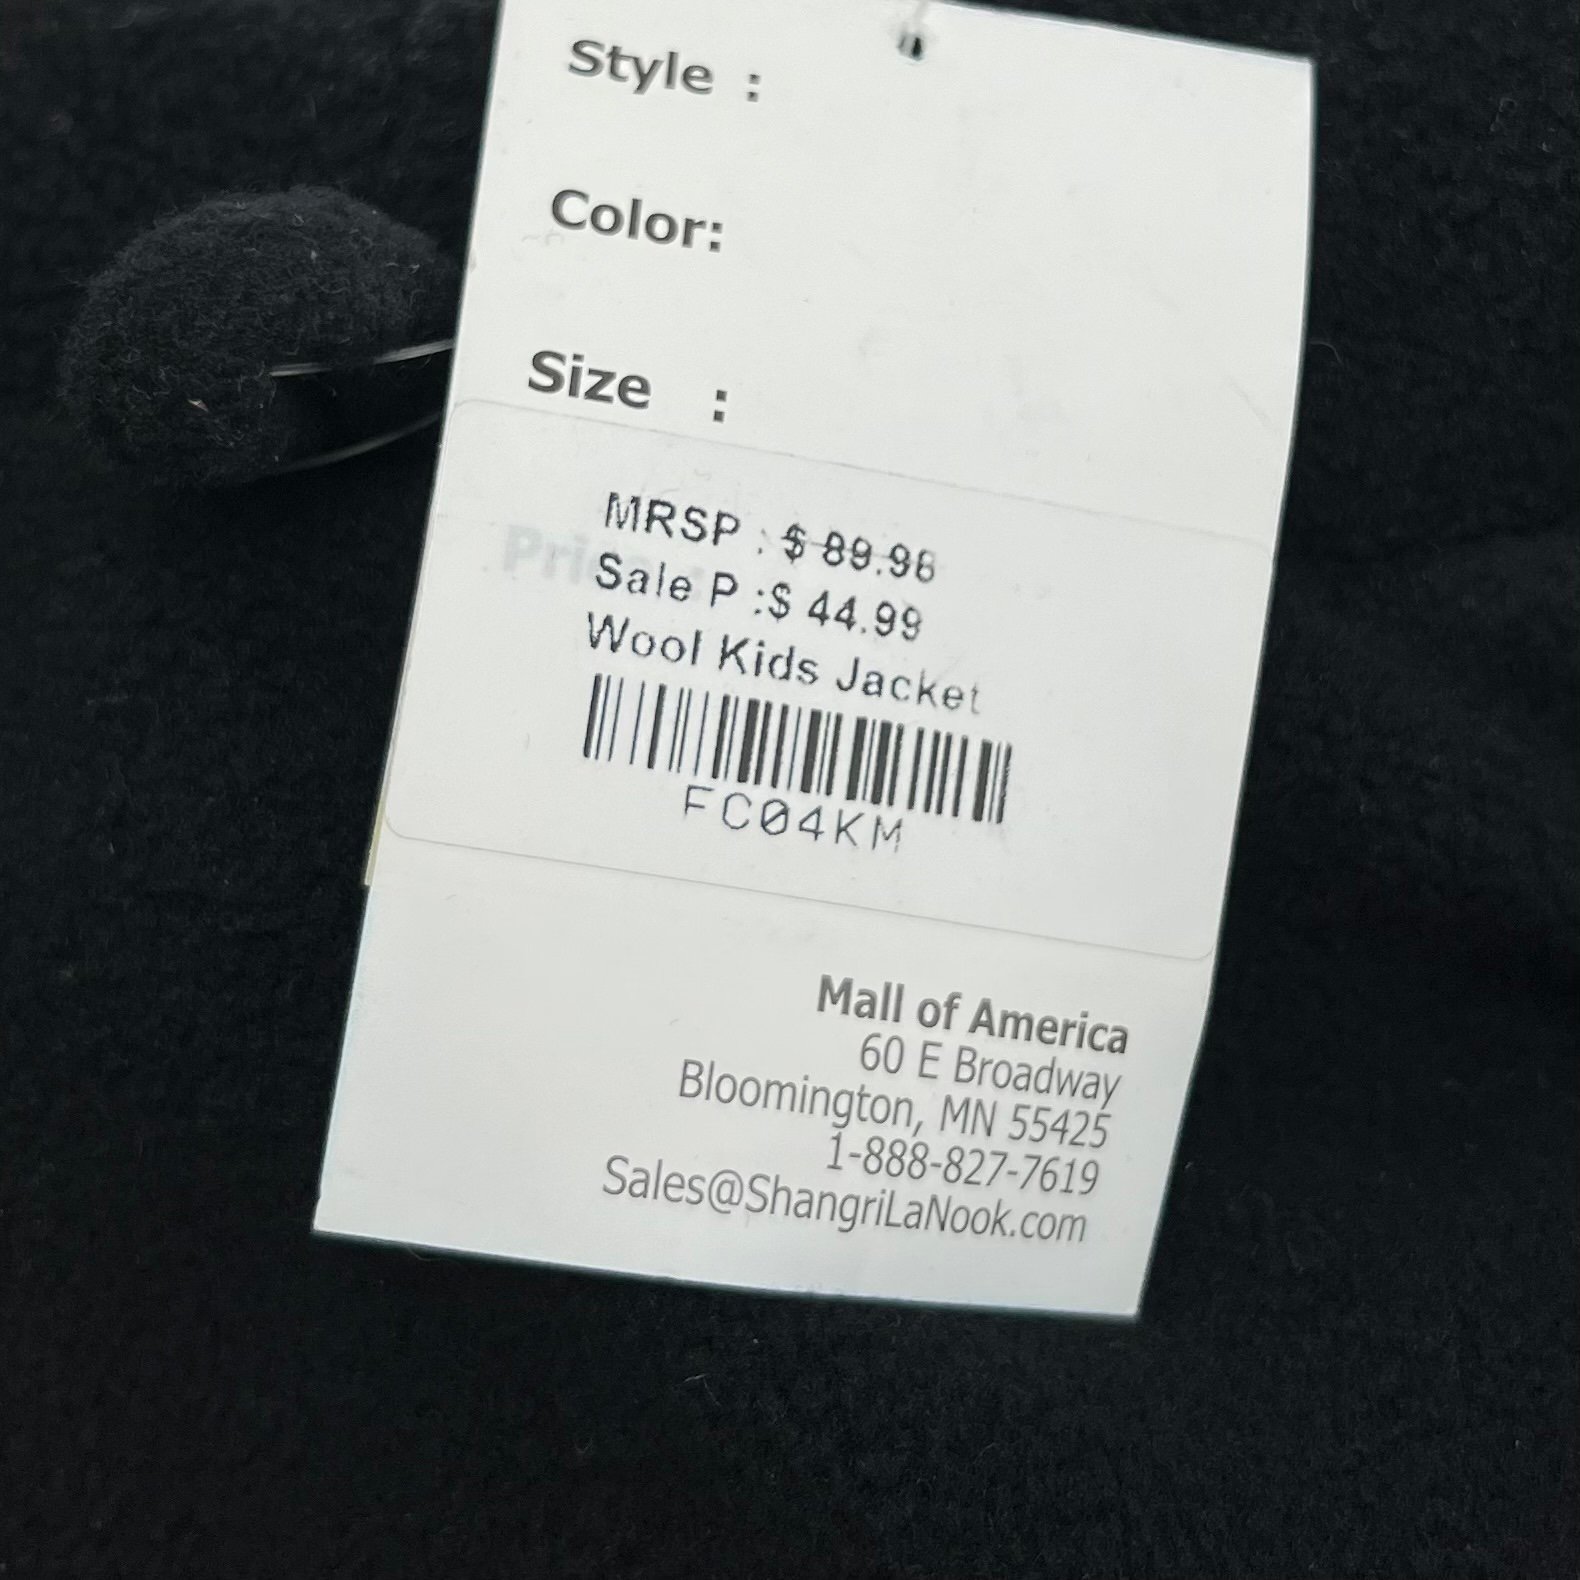 Style :
Color:
Size :
MRSP : $ 89.98
Sale P :$ 44.99
Wool Kids Jacket
FC04KM
Mall of America
60 E Broadway
Bloomington, MN 55425
1-888-827-7619
Sales@ShangriLaNook.com